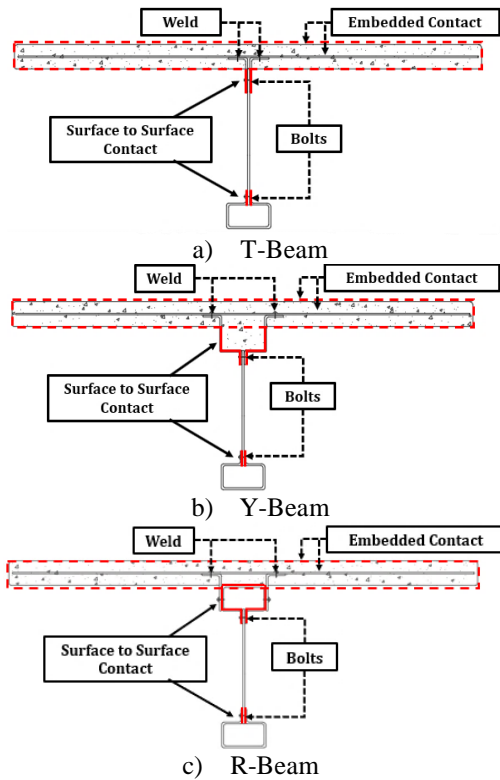 Weld
Embedded Contact
Surface to Surface
Contact
Bolts
a) T-Beam
Weld
Embedded Contact
Surface to Surface
Contact
Bolts
b) Y-Beam
Weld
Embedded Contact
Surface to Surface
Contact
Bolts
c) R-Beam